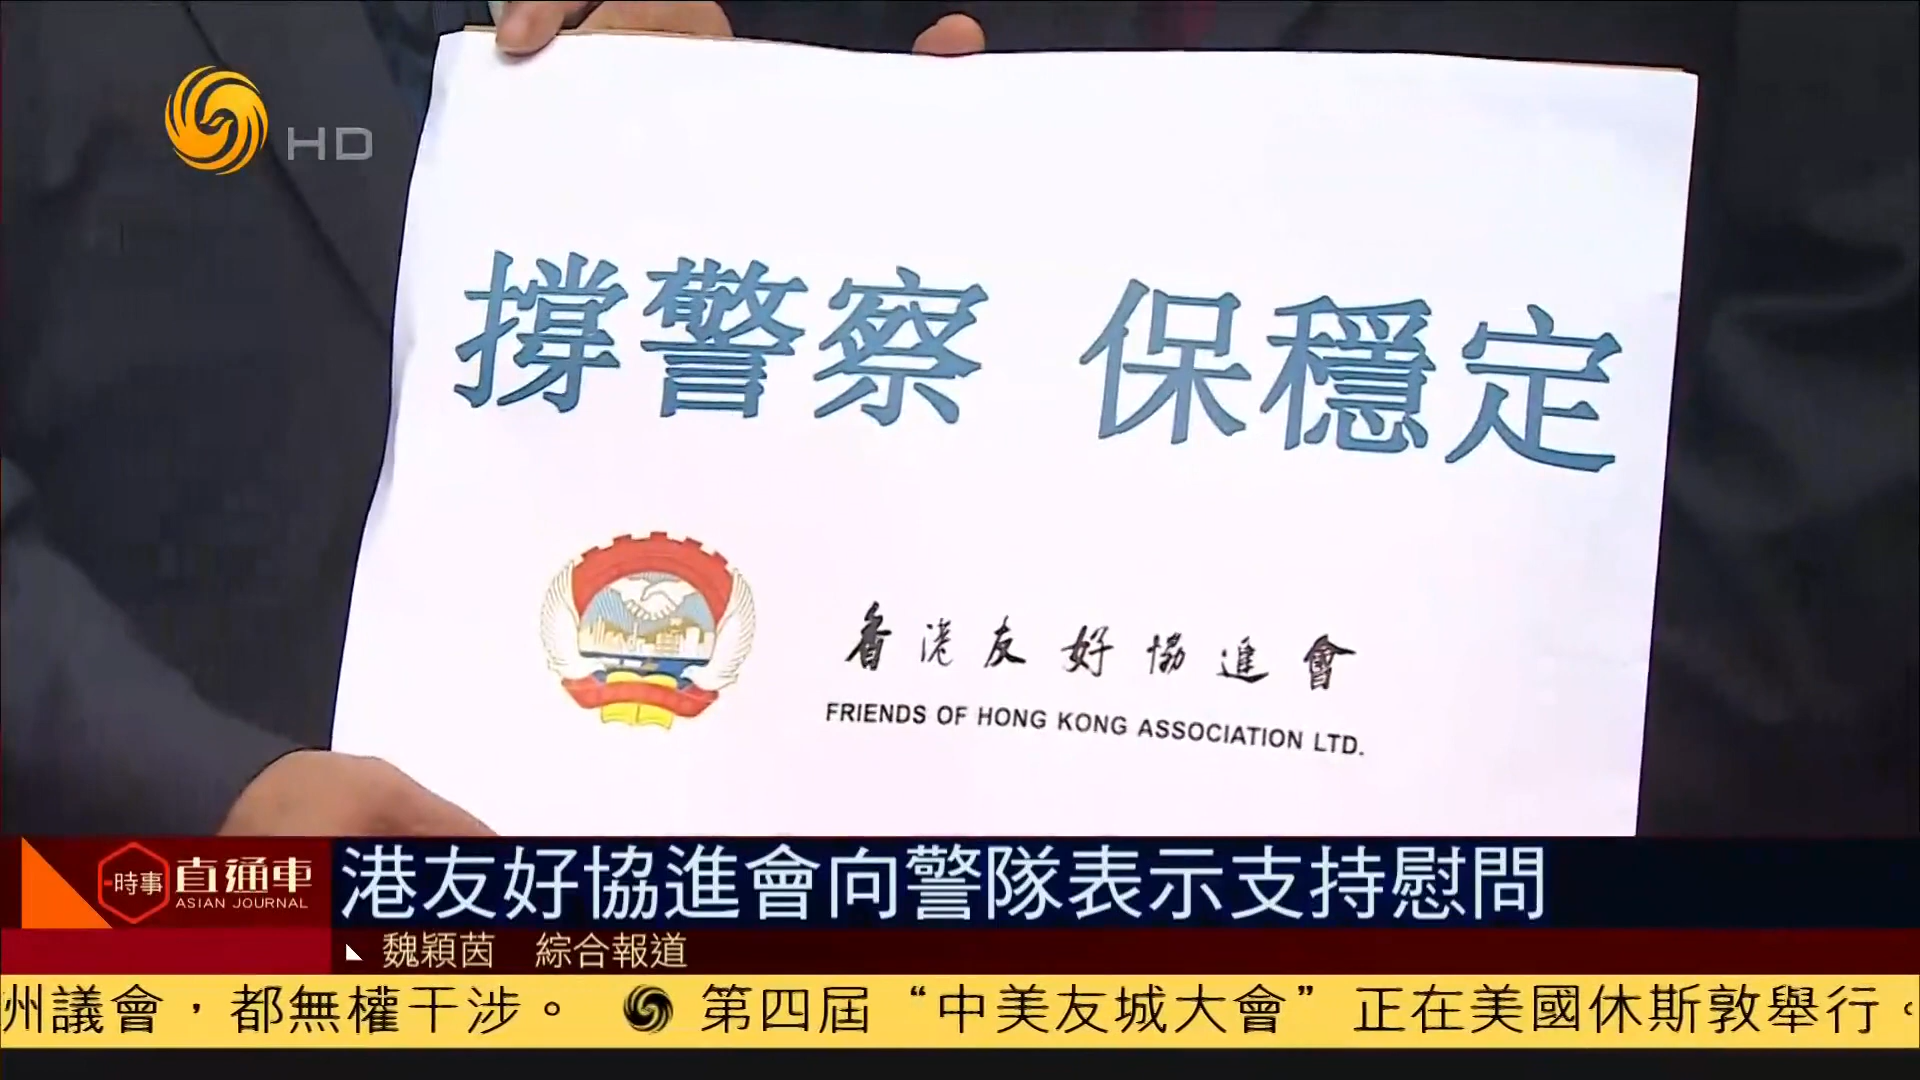 HD
撐警察 保穩定
香港友好協進會
FRIENDS OF HONG KONG ASSOCIATION LTD.
時事直通車
ASIAN JOURNAL
港友好協進會向警隊表示支持慰問
魏穎茵 綜合報道
州議會，都無權干涉。 第四屆“中美友城大會”正在美國休斯敦舉行。